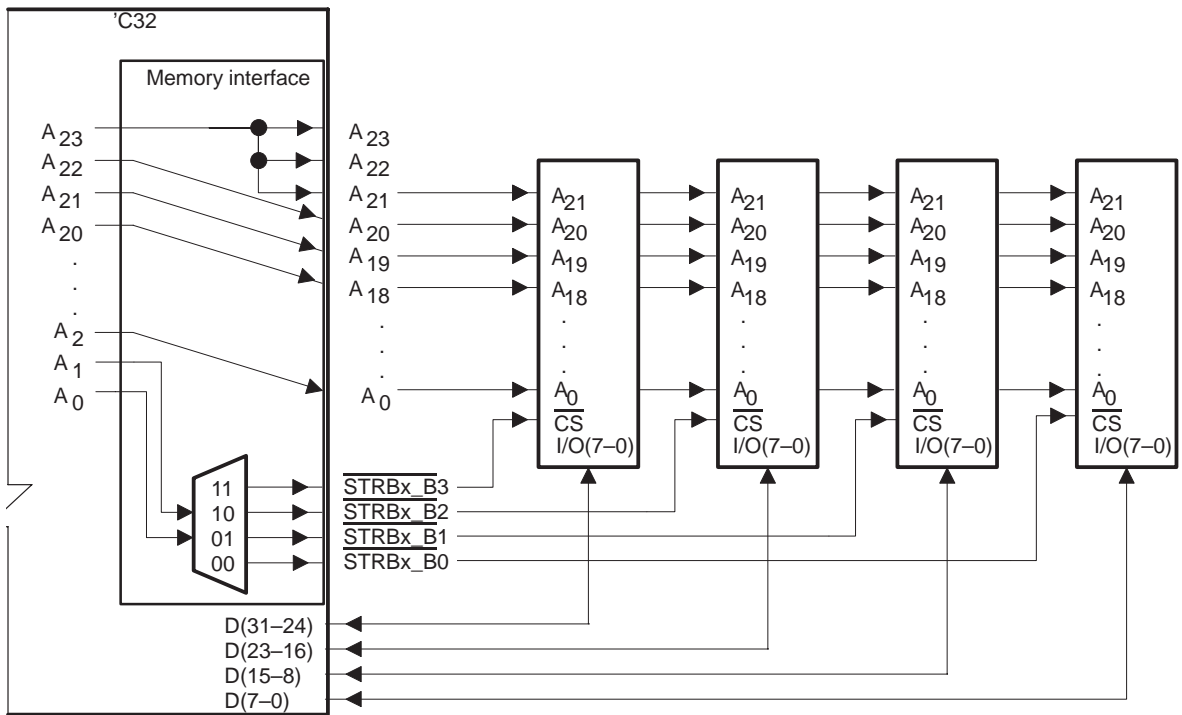 'C32
Memory interface
A23
A22
A21
A20
.
.
.
A2
A1
A0
11
10
01
00
A23
A22
A21
A20
A19
A18
.
.
.
A0
STRBx_B3
STRBx_B2
STRBx_B1
STRBx_B0
D(31–24)
D(23–16)
D(15–8)
D(7–0)
A21
A20
A19
A18
.
.
.
A0
CS
I/O(7–0)
A21
A20
A19
A18
.
.
.
A0
CS
I/O(7–0)
A21
A20
A19
A18
.
.
.
A0
CS
I/O(7–0)
A21
A20
A19
A18
.
.
.
A0
CS
I/O(7–0)